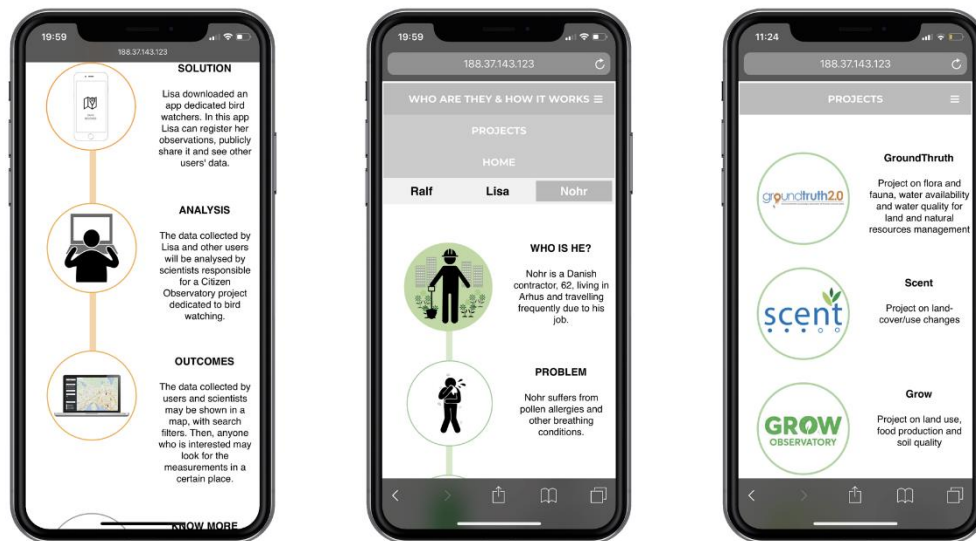 19:59
188.37.143.123
SOLUTION
Lisa downloaded an
app dedicated bird
watchers. In this app
Lisa can register her
observations, publicly
share it and see other
users' data.
ANALYSIS
The data collected by
Lisa and other users
will be analysed by
scientists responsible
for a Citizen
Observatory project
dedicated to bird
watching.
OUTCOMES
The data collected by
users and scientists
may be shown in a
map, with search
filters. Then, anyone
who is interested may
look for the
measurements in a
certain place.
KNOW MORE
19:59
188.37.143.123
WHO ARE THEY & HOW IT WORKS
PROJECTS
HOME
Ralf Lisa Nohr
WHO IS HE?
Nohr is a Danish
contractor, 62, living in
Arhus and travelling
frequently due to his
job.
PROBLEM
Nohr suffers from
pollen allergies and
other breathing
conditions.
11:24
188.37.143.123
PROJECTS
groundtruth2.0
GroundThruth
Project on flora and
fauna, water availability
and water quality for
land and natural
resources management
scent
Scent
Project on land-
cover/use changes
GROW
OBSERVATORY
Grow
Project on land use,
food production and
soil quality